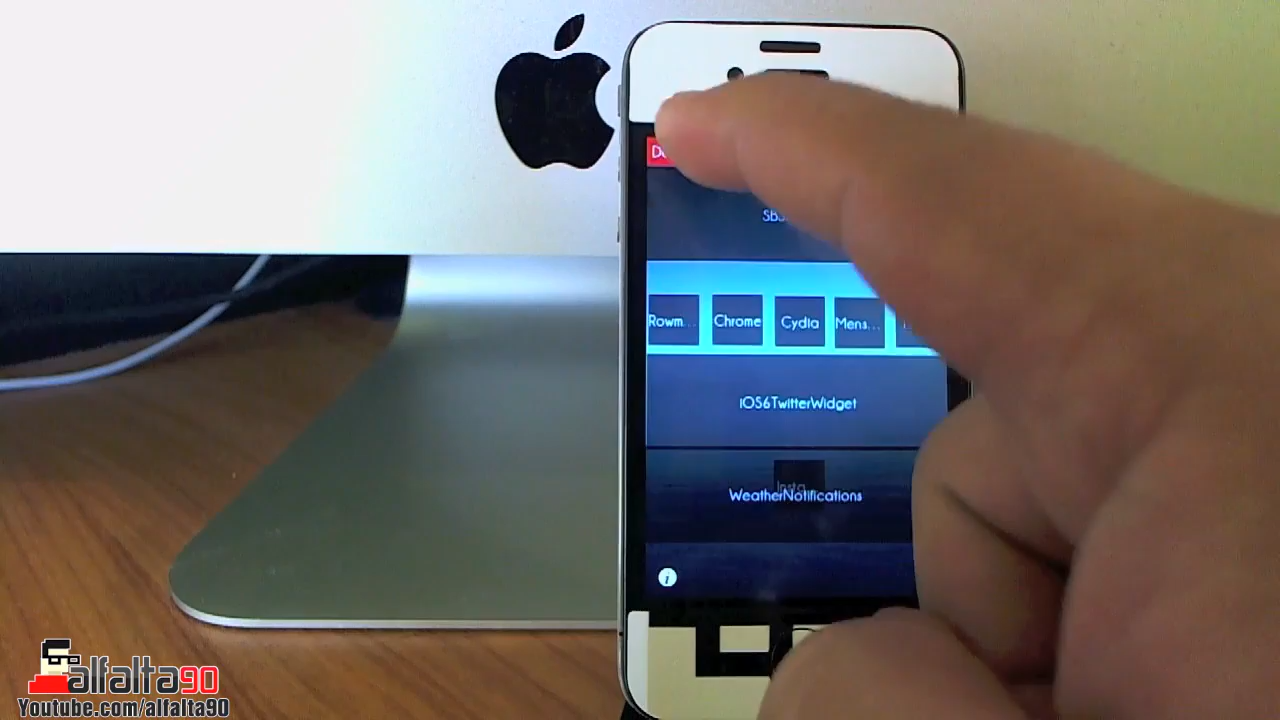 Rowm...
Chrome
Cydia
Mens...
iOS6TwitterWidget
WeatherNotifications
i
alfalta90
Youtube.com/alfalta90